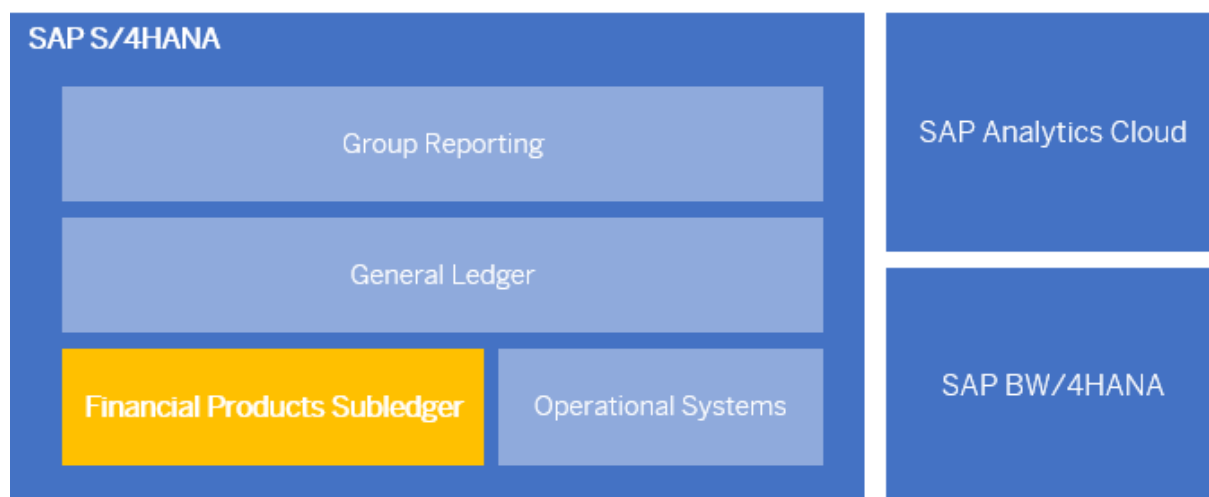 SAP S/4HANA
Group Reporting
General Ledger
Financial Products Subledger
Operational Systems
SAP Analytics Cloud
SAP BW/4HANA